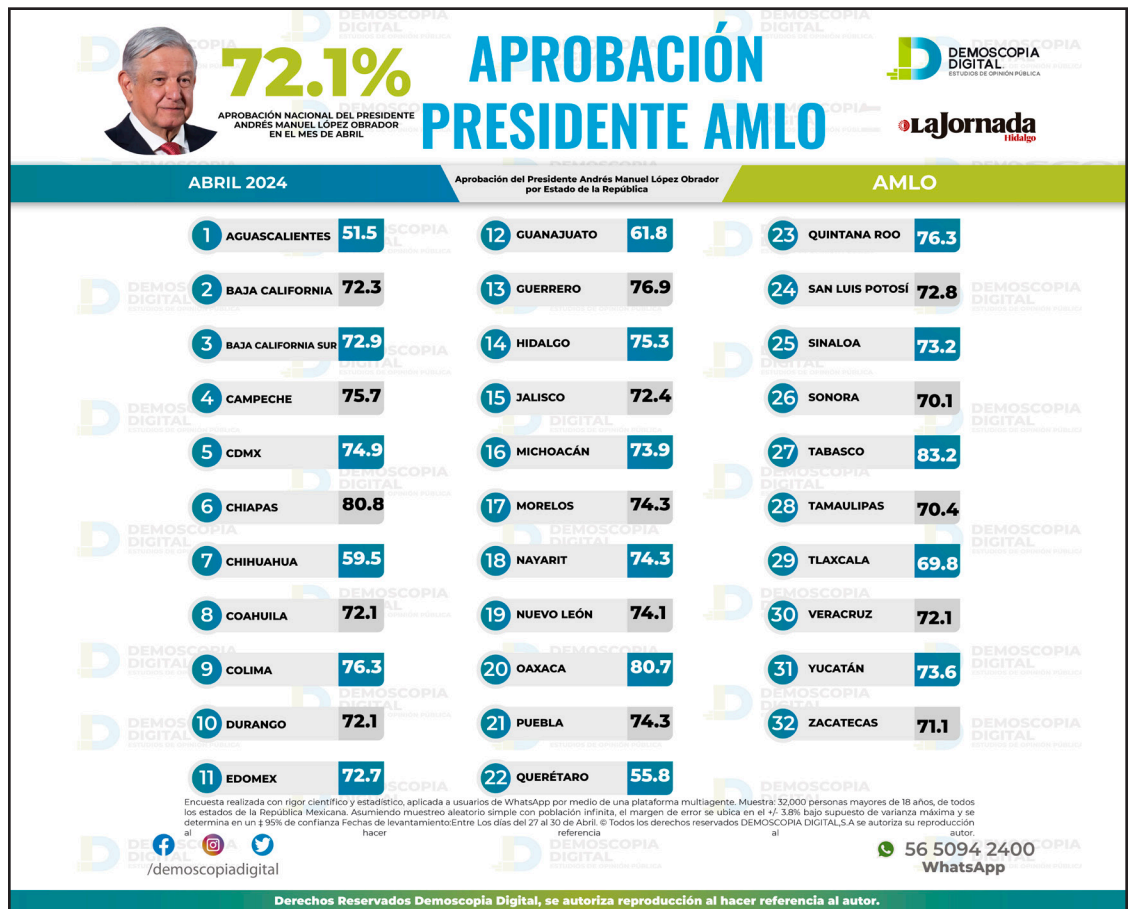 72.1%
APROBACIÓN NACIONAL DEL PRESIDENTE
ANDRÉS MANUEL LÓPEZ OBRADOR
EN EL MES DE ABRIL
APROBACIÓN
PRESIDENTE AMLO
DEMOSCOPIA
DIGITAL
ESTUDIOS DE OPINIÓN PÚBLICA
LaJornada
Hidalgo
ABRIL 2024
Aprobación del Presidente Andrés Manuel López Obrador
por Estado de la República
AMLO
1 AGUASCALIENTES 51.5
2 BAJA CALIFORNIA 72.3
3 BAJA CALIFORNIA SUR 72.9
4 CAMPECHE 75.7
5 CDMX 74.9
6 CHIAPAS 80.8
7 CHIHUAHUA 59.5
8 COAHUILA 72.1
9 COLIMA 76.3
10 DURANGO 72.1
11 EDOMEX 72.7
12 GUANAJUATO 61.8
13 GUERRERO 76.9
14 HIDALGO 75.3
15 JALISCO 72.4
16 MICHOACÁN 73.9
17 MORELOS 74.3
18 NAYARIT 74.3
19 NUEVO LEÓN 74.1
20 OAXACA 80.7
21 PUEBLA 74.3
22 QUERÉTARO 55.8
23 QUINTANA ROO 76.3
24 SAN LUIS POTOSÍ 72.8
25 SINALOA 73.2
26 SONORA 70.1
27 TABASCO 83.2
28 TAMAULIPAS 70.4
29 TLAXCALA 69.8
30 VERACRUZ 72.1
31 YUCATÁN 73.6
32 ZACATECAS 71.1
Encuesta realizada con rigor científico y estadístico, aplicada a usuarios de WhatsApp por medio de una plataforma multiagente. Muestra: 32,000 personas mayores de 18 años, de todos
los estados de la República Mexicana. Asumiendo muestreo aleatorio simple con población infinita, el margen de error se ubica en el +/- 3.8% bajo supuesto de varianza máxima y se
determina en un ‡ 95% de confianza Fechas de levantamiento:Entre Los días del 27 al 30 de Abril. © Todos los derechos reservados DEMOSCOPIA DIGITAL,S.A se autoriza su reproducción
al hacer referencia al autor.
/demoscopiadigital
56 5094 2400
WhatsApp
Derechos Reservados Demoscopia Digital, se autoriza reproducción al hacer referencia al autor.